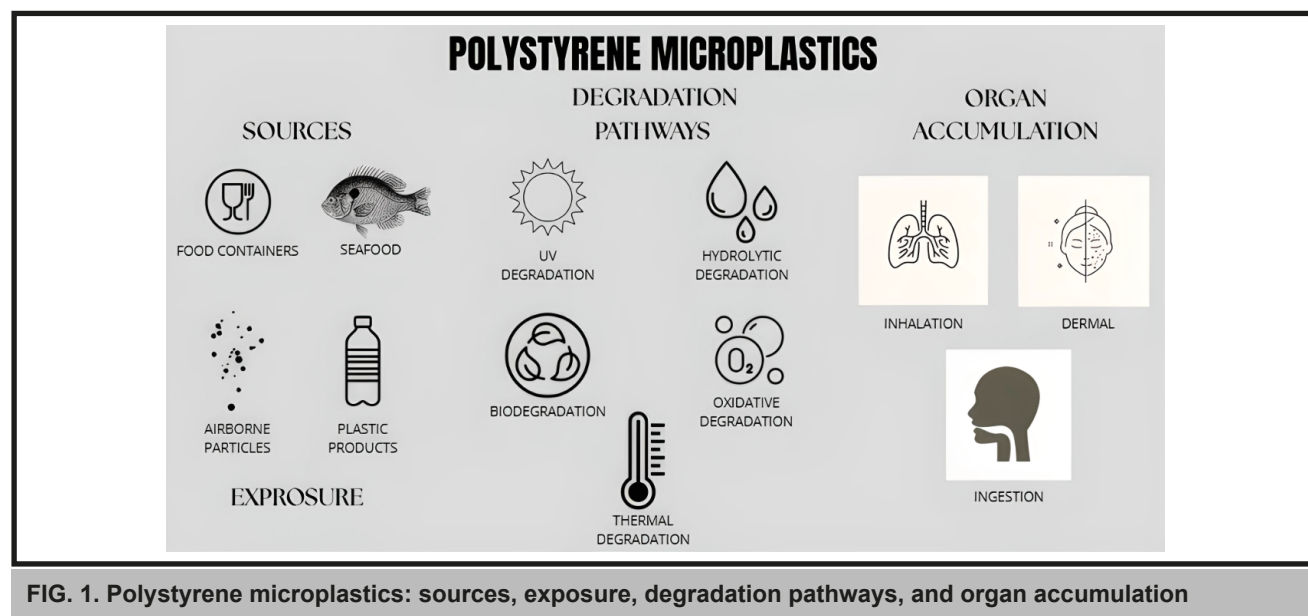 POLYSTYRENE MICROPLASTICS
SOURCES
FOOD CONTAINERS
SEAFOOD
AIRBORNE
PARTICLES
PLASTIC
PRODUCTS
EXPROSURE
DEGRADATION
PATHWAYS
UV
DEGRADATION
HYDROLYTIC
DEGRADATION
BIODEGRADATION
O₂
OXIDATIVE
DEGRADATION
THERMAL
DEGRADATION
ORGAN
ACCUMULATION
INHALATION
DERMAL
INGESTION
FIG. 1. Polystyrene microplastics: sources, exposure, degradation pathways, and organ accumulation